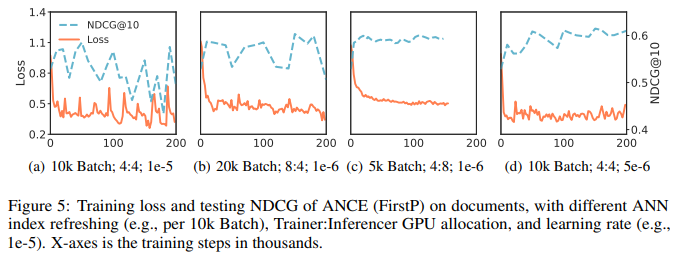 1.4
1.1
0.8
0.5
0.2
Loss
NDCG@10
Loss
0 100 200
0 100 200
0 100 200
0 100 200
0.6
0.5
0.4
NDCG@10
(a) 10k Batch; 4:4; 1e-5
(b) 20k Batch; 8:4; 1e-6
(c) 5k Batch; 4:8; 1e-6
(d) 10k Batch; 4:4; 5e-6
Figure 5: Training loss and testing NDCG of ANCE (FirstP) on documents, with different ANN
index refreshing (e.g., per 10k Batch), Trainer:Inferencer GPU allocation, and learning rate (e.g.,
1e-5). X-axes is the training steps in thousands.